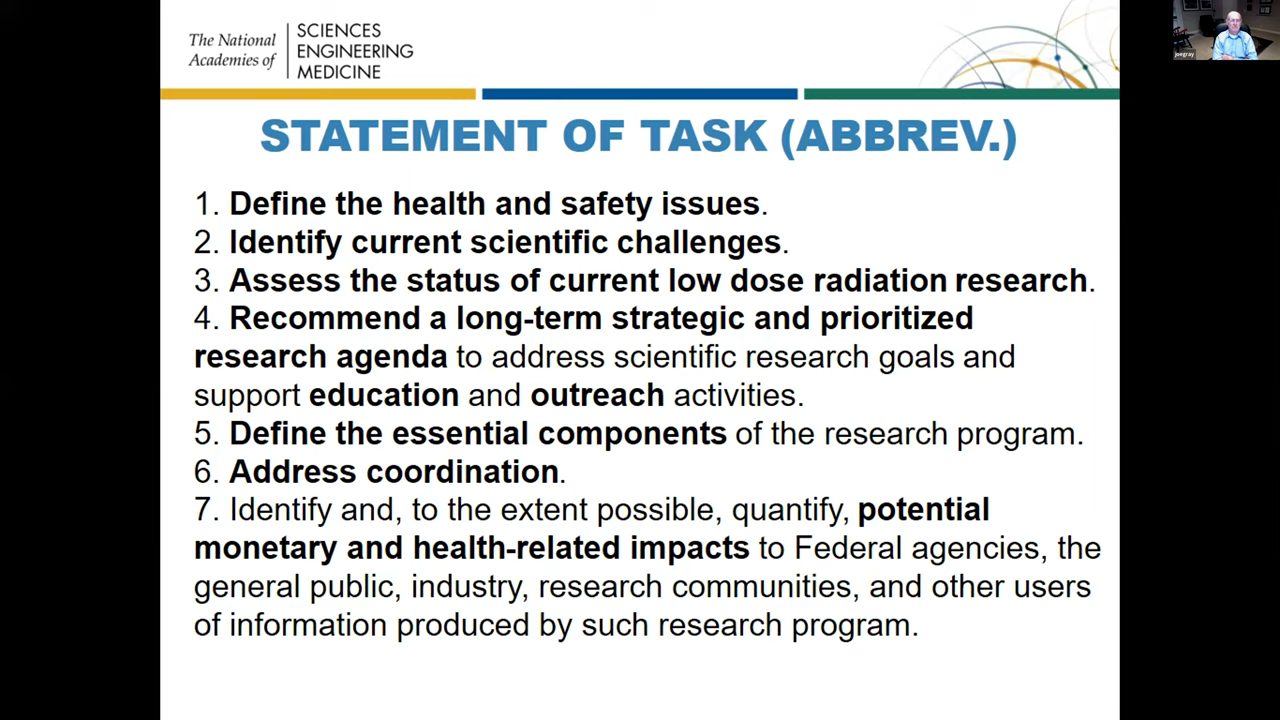 The National
Academies of
SCIENCES
ENGINEERING
MEDICINE
joegray
STATEMENT OF TASK (ABBREV.)
1. Define the health and safety issues.
2. Identify current scientific challenges.
3. Assess the status of current low dose radiation research.
4. Recommend a long-term strategic and prioritized
research agenda to address scientific research goals and
support education and outreach activities.
5. Define the essential components of the research program.
6. Address coordination.
7. Identify and, to the extent possible, quantify, potential
monetary and health-related impacts to Federal agencies, the
general public, industry, research communities, and other users
of information produced by such research program.